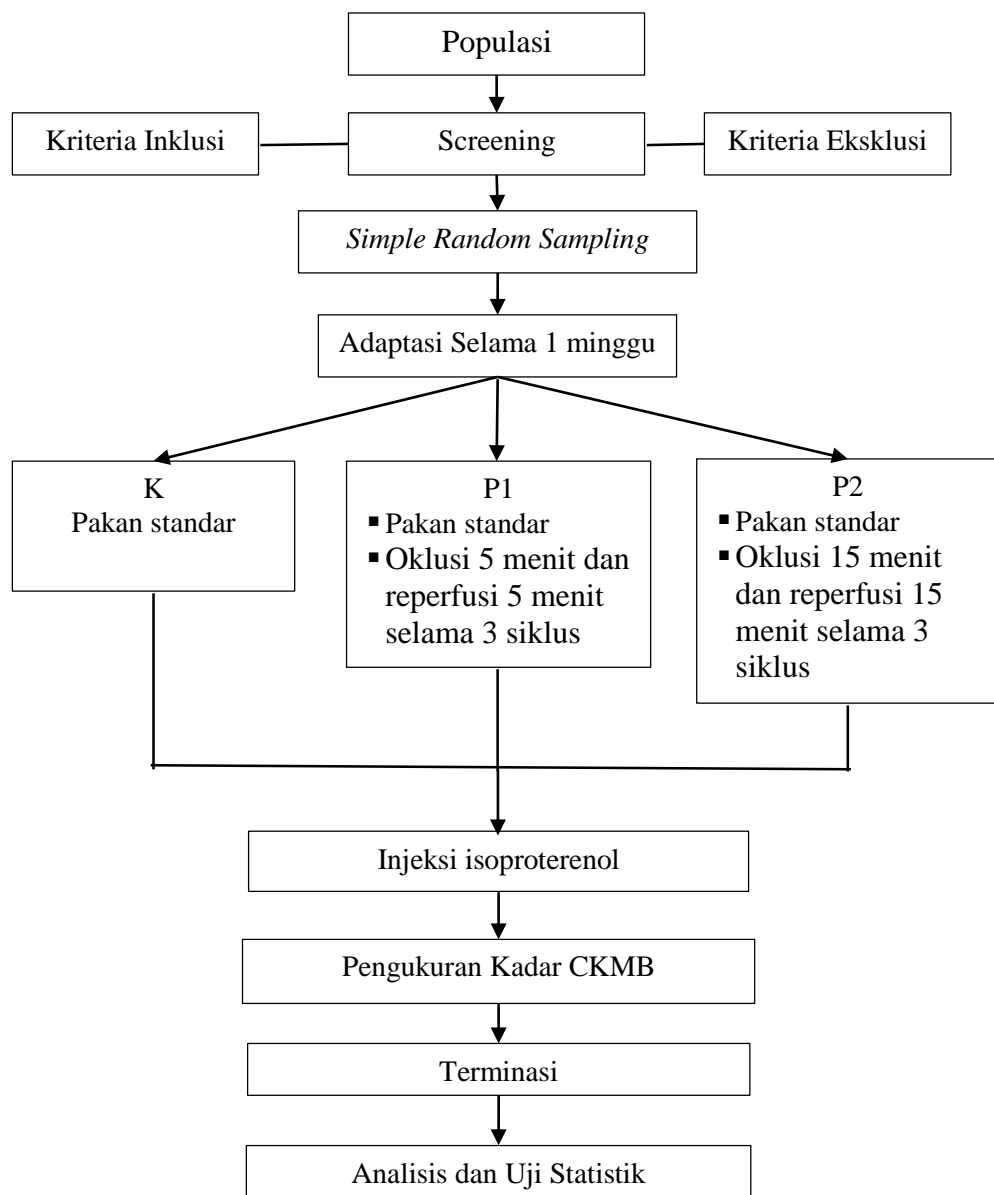 Populasi
Kriteria Inklusi
Screening
Kriteria Eksklusi
Simple Random Sampling
Adaptasi Selama 1 minggu
K
Pakan standar
P1
▪ Pakan standar
▪ Oklusi 5 menit dan
reperfusi 5 menit
selama 3 siklus
P2
▪ Pakan standar
▪ Oklusi 15 menit
dan reperfusi 15
menit selama 3
siklus
Injeksi isoproterenol
Pengukuran Kadar CKMB
Terminasi
Analisis dan Uji Statistik